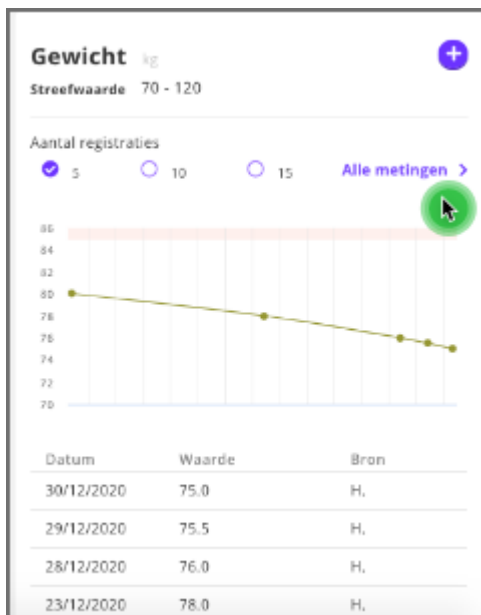 Gewicht kg
Streefwaarde 70 - 120
Aantal registraties
5 10 15 Alle metingen
86
84
82
80
78
76
74
72
70
Datum Waarde Bron
30/12/2020 75.0 H.
29/12/2020 75.5 H.
28/12/2020 76.0 H.
23/12/2020 78.0 H.